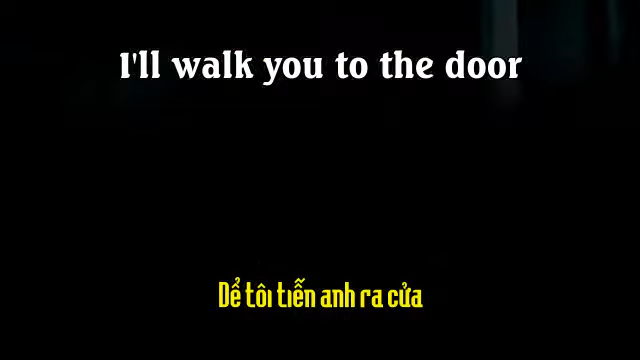 I'll walk you to the door
Để tôi tiễn anh ra cửa